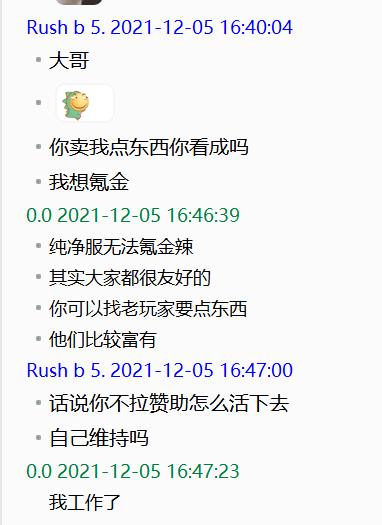 Rush b 5. 2021-12-05 16:40:04
大哥
你卖我点东西你看成吗
我想氪金
0.0 2021-12-05 16:46:39
纯净服无法氪金辣
其实大家都很友好的
你可以找老玩家要点东西
他们比较富有
Rush b 5. 2021-12-05 16:47:00
话说你不拉赞助怎么活下去
自己维持吗
0.0 2021-12-05 16:47:23
我工作了